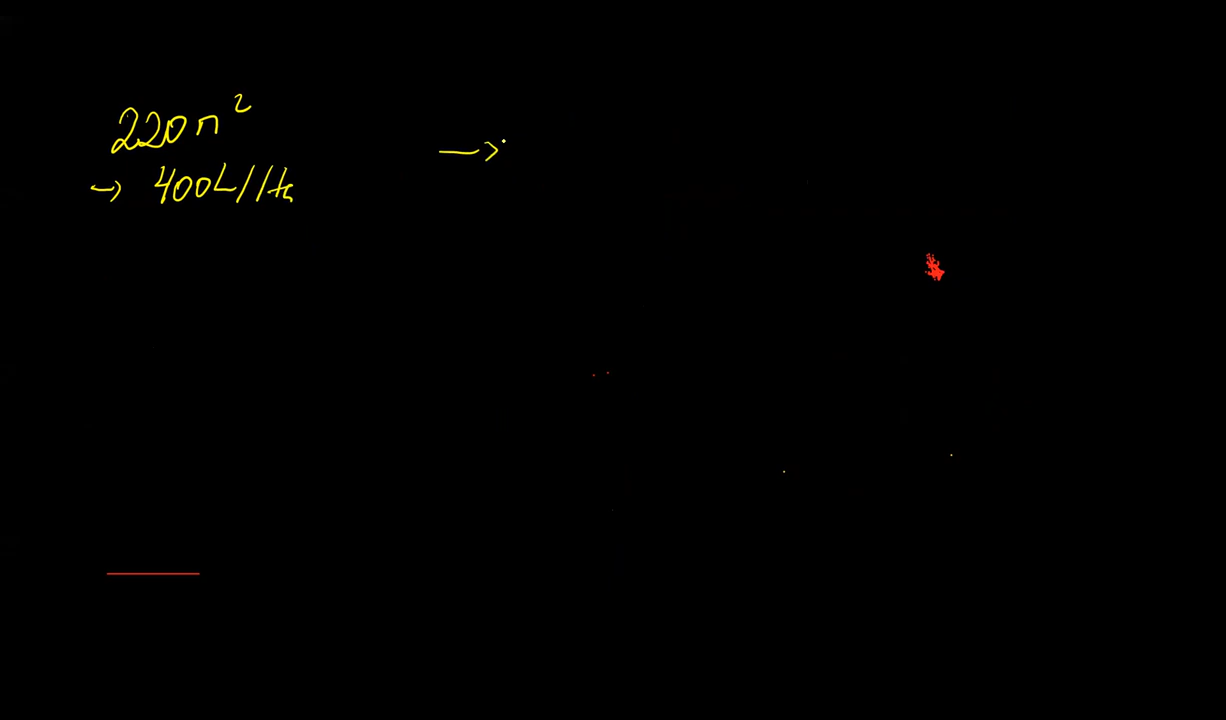 220m²
→ 400L/Ha
→